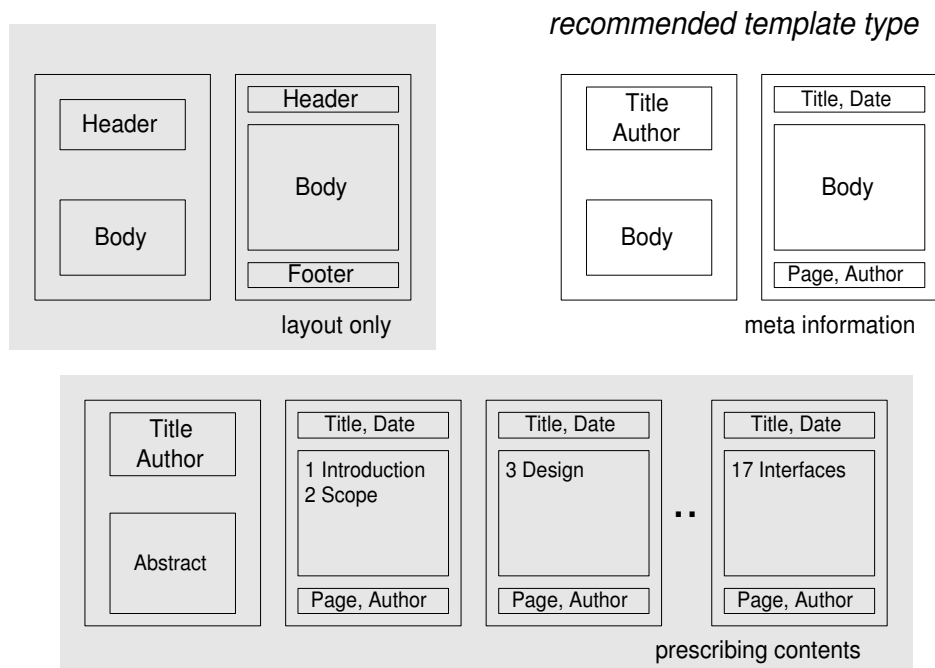 recommended template type
Header
Body
Header
Body
Footer
layout only
Title
Author
Body
Title, Date
Body
Page, Author
meta information
Title
Author
Abstract
Title, Date
1 Introduction
2 Scope
Page, Author
Title, Date
3 Design
Page, Author
..
Title, Date
17 Interfaces
Page, Author
prescribing contents